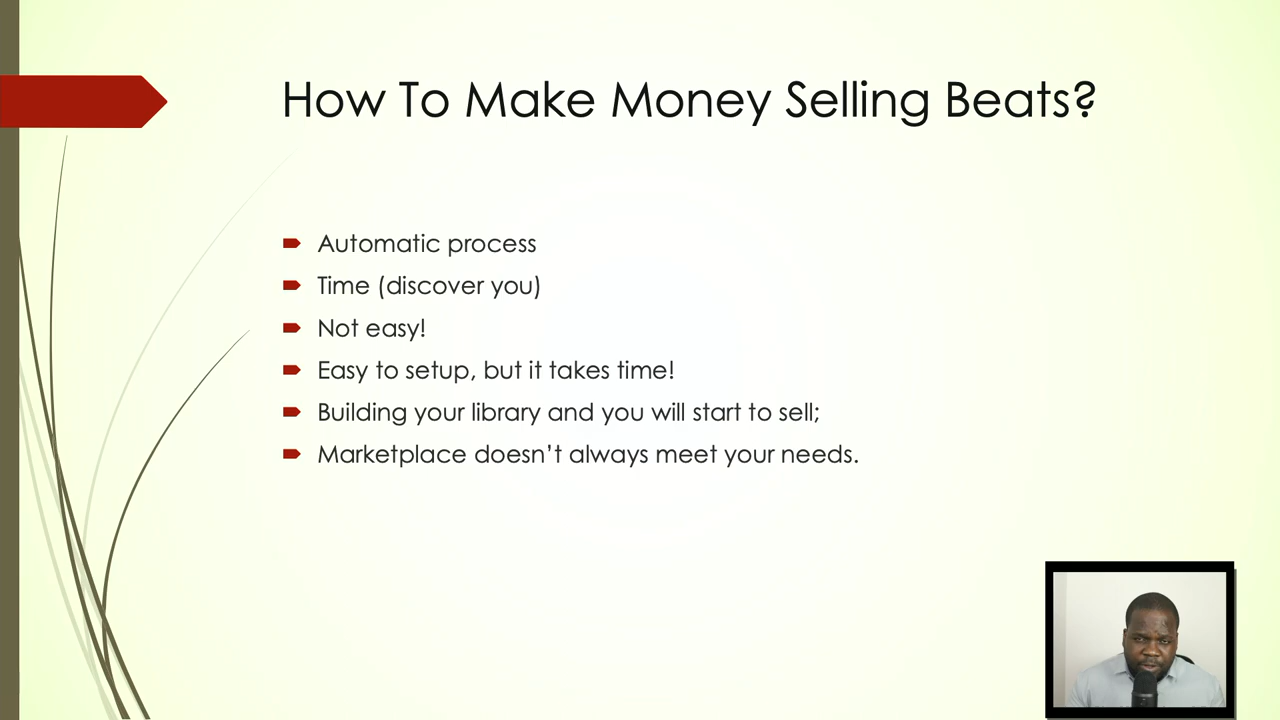 How To Make Money Selling Beats?
Automatic process
Time (discover you)
Not easy!
Easy to setup, but it takes time!
Building your library and you will start to sell;
Marketplace doesn’t always meet your needs.